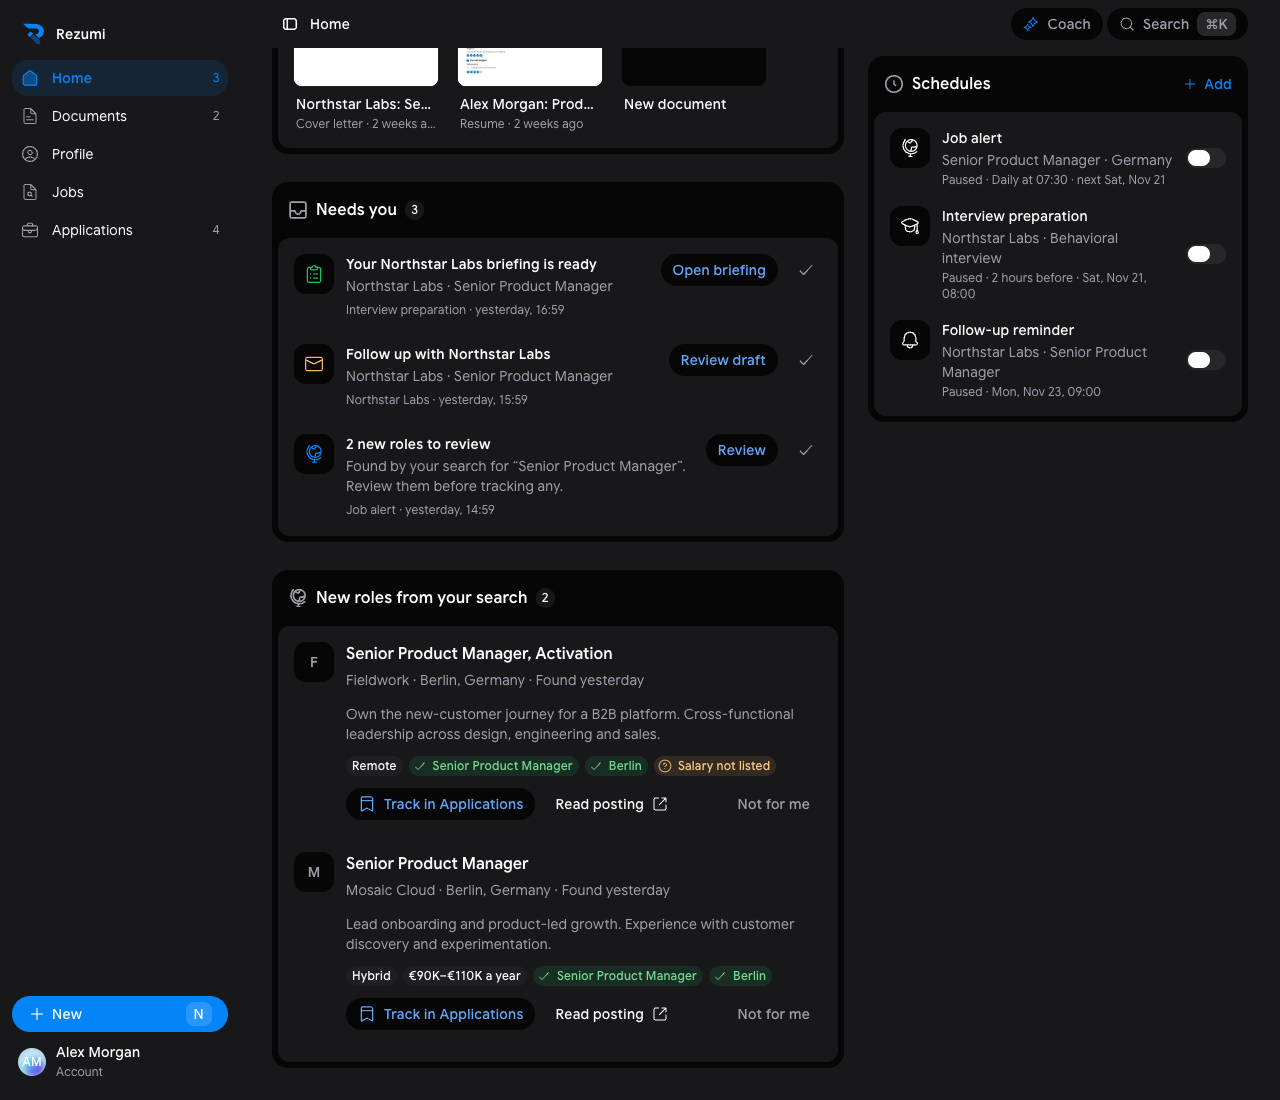 Rezumi
Home
3
Documents
2
Profile
Jobs
Applications
4
New
N
AM
Alex Morgan
Account
Home
Coach
Search
⌘K
Northstar Labs: Se...
Cover letter · 2 weeks a...
Alex Morgan: Prod...
Resume · 2 weeks ago
New document
Needs you
3
Your Northstar Labs briefing is ready
Northstar Labs · Senior Product Manager
Interview preparation · yesterday, 16:59
Open briefing
Follow up with Northstar Labs
Northstar Labs · Senior Product Manager
Northstar Labs · yesterday, 15:59
Review draft
2 new roles to review
Found by your search for “Senior Product Manager”.
Review them before tracking any.
Job alert · yesterday, 14:59
Review
New roles from your search
2
F
Senior Product Manager, Activation
Fieldwork · Berlin, Germany · Found yesterday
Own the new-customer journey for a B2B platform. Cross-functional
leadership across design, engineering and sales.
Remote
Senior Product Manager
Berlin
Salary not listed
Track in Applications
Read posting
Not for me
M
Senior Product Manager
Mosaic Cloud · Berlin, Germany · Found yesterday
Lead onboarding and product-led growth. Experience with customer
discovery and experimentation.
Hybrid
€90K–€110K a year
Senior Product Manager
Berlin
Track in Applications
Read posting
Not for me
Schedules
Add
Job alert
Senior Product Manager · Germany
Paused · Daily at 07:30 · next Sat, Nov 21
Interview preparation
Northstar Labs · Behavioral
interview
Paused · 2 hours before · Sat, Nov 21,
08:00
Follow-up reminder
Northstar Labs · Senior Product
Manager
Paused · Mon, Nov 23, 09:00